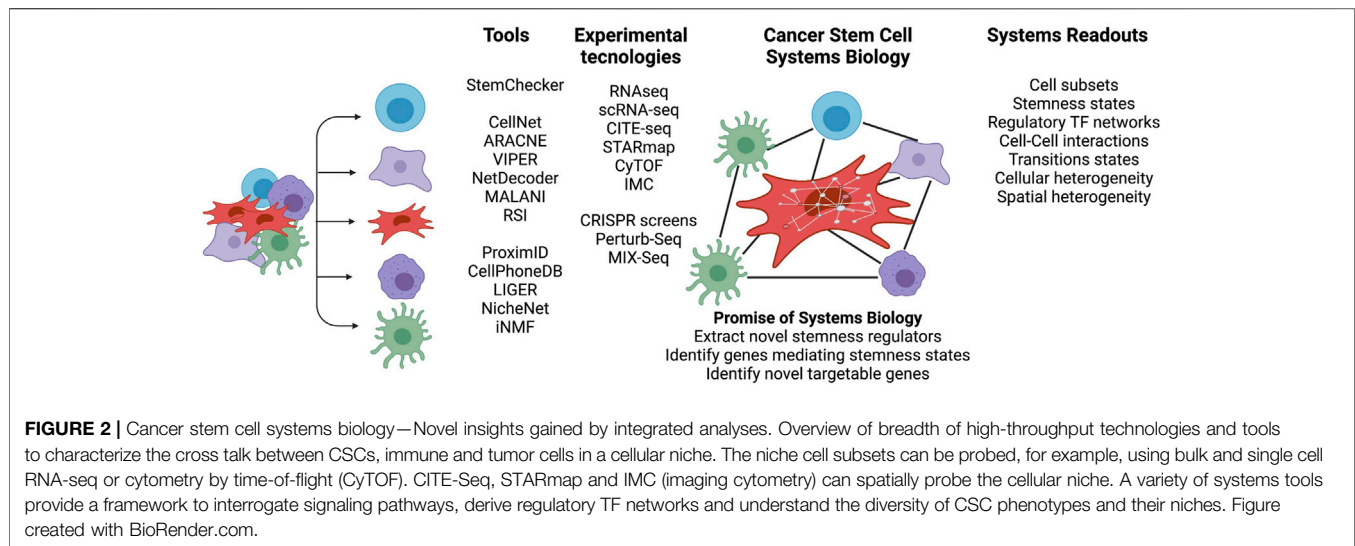 Tools
StemChecker
CellNet
ARACNE
VIPER
NetDecoder
MALANI
RSI
ProximID
CellPhoneDB
LIGER
NicheNet
iNMF
Experimental
tecnologies
RNAseq
scRNA-seq
CITE-seq
STARmap
CyTOF
IMC
CRISPR screens
Perturb-Seq
MIX-Seq
Cancer Stem Cell
Systems Biology
Promise of Systems Biology
Extract novel stemness regulators
Identify genes mediating stemness states
Identify novel targetable genes
Systems Readouts
Cell subsets
Stemness states
Regulatory TF networks
Cell-Cell interactions
Transitions states
Cellular heterogeneity
Spatial heterogeneity
FIGURE 2 | Cancer stem cell systems biology—Novel insights gained by integrated analyses. Overview of breadth of high-throughput technologies and tools
to characterize the cross talk between CSCs, immune and tumor cells in a cellular niche. The niche cell subsets can be probed, for example, using bulk and single cell
RNA-seq or cytometry by time-of-flight (CyTOF). CITE-Seq, STARmap and IMC (imaging cytometry) can spatially probe the cellular niche. A variety of systems tools
provide a framework to interrogate signaling pathways, derive regulatory TF networks and understand the diversity of CSC phenotypes and their niches. Figure
created with BioRender.com.